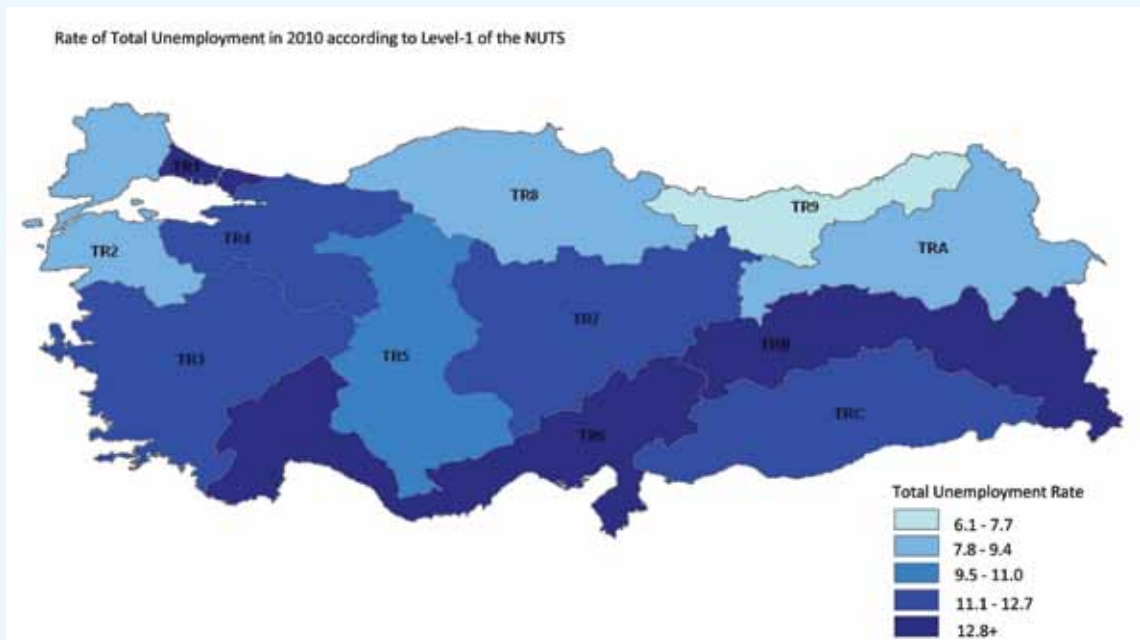 Rate of Total Unemployment in 2010 according to Level-1 of the NUTS
TR1
TR8
TR9
TR4
TR2
TRA
TR7
TR3
TR5
TRB
TRC
TR6
Total Unemployment Rate
6.1 - 7.7
7.8 - 9.4
9.5 - 11.0
11.1 - 12.7
12.8+